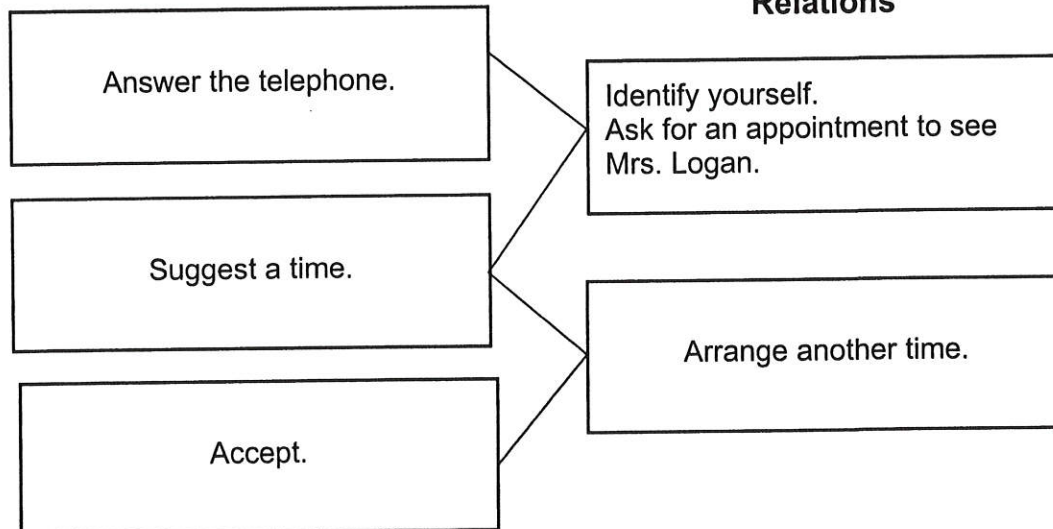 Relations
Answer the telephone.
Identify yourself.
Ask for an appointment to see
Mrs. Logan.
Suggest a time.
Arrange another time.
Accept.